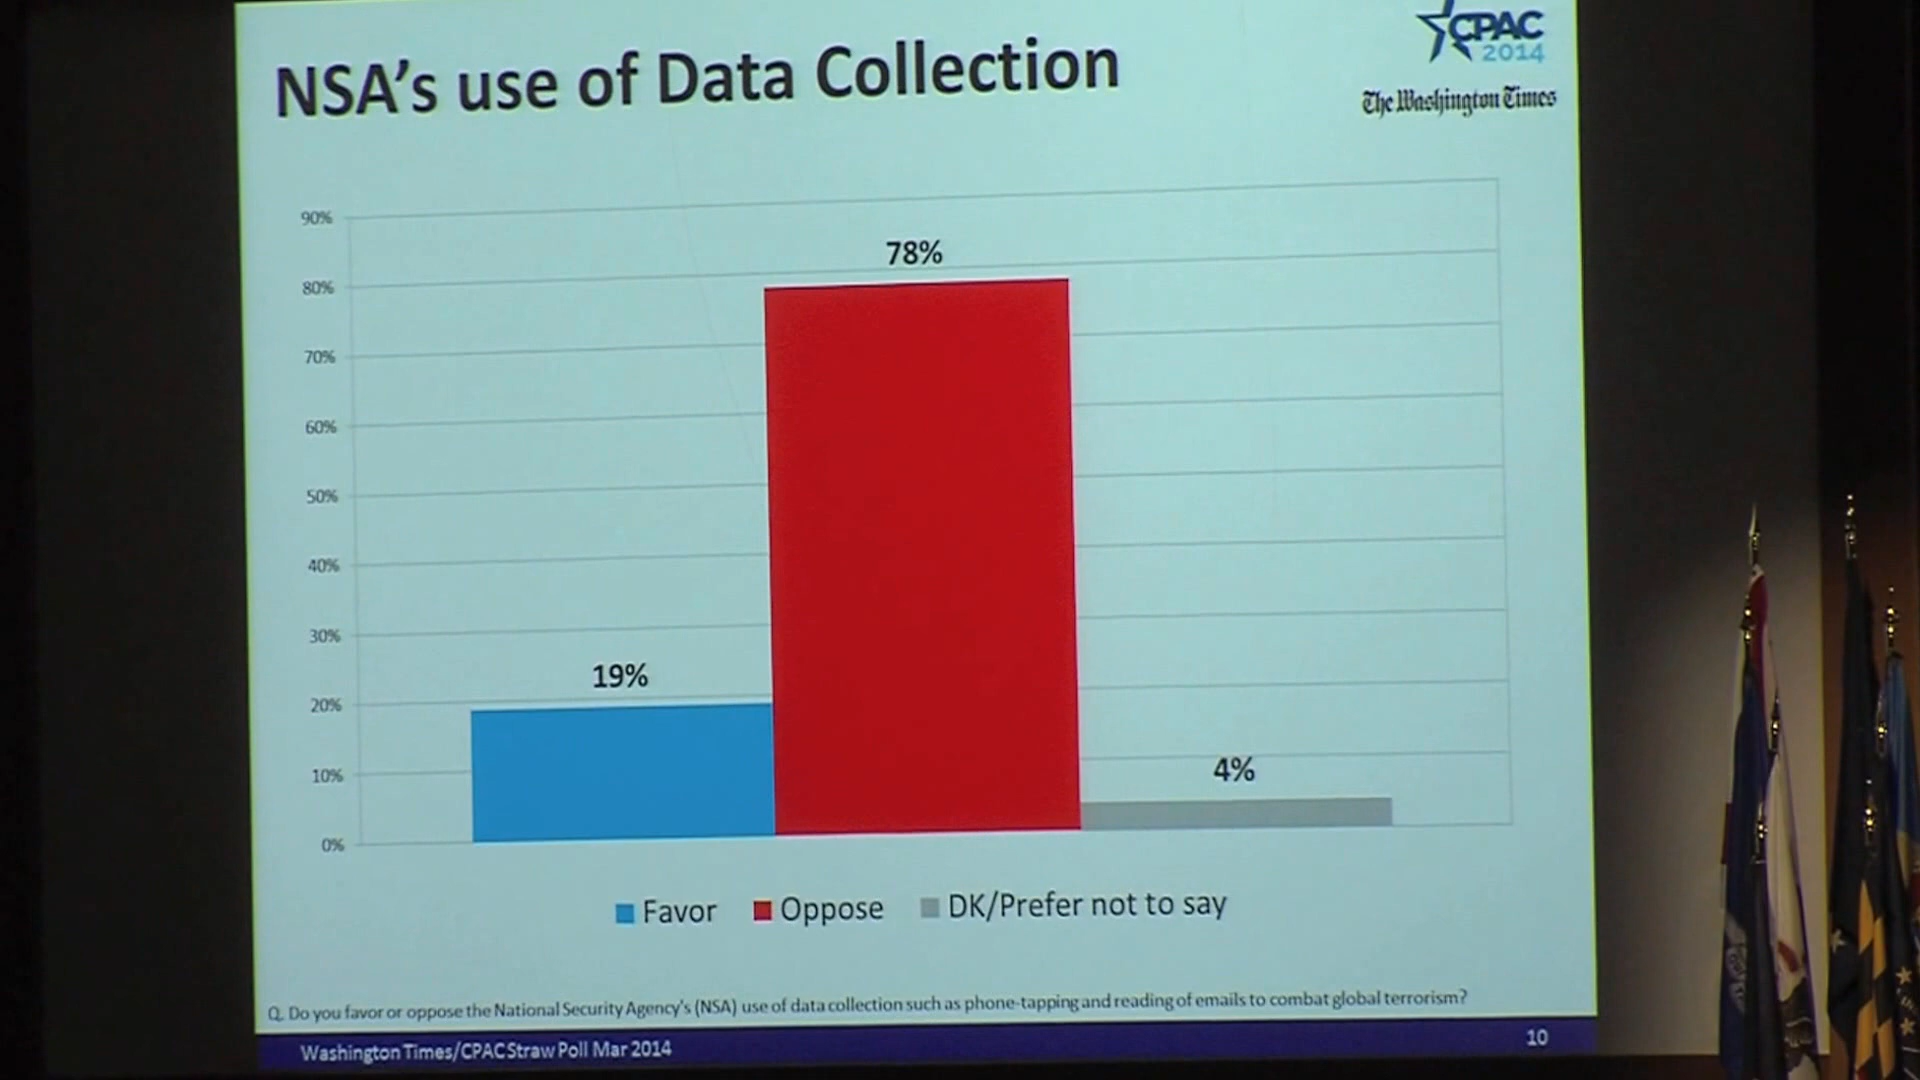 NSA's use of Data Collection
CPAC
2014
The Washington Times
90%
80%
70%
60%
50%
40%
30%
20%
10%
0%
19%
78%
4%
Favor Oppose DK/Prefer not to say
Q. Do you favor or oppose the National Security Agency's (NSA) use of data collection such as phone-tapping and reading of emails to combat global terrorism?
Washington Times/CPAC Straw Poll Mar 2014
10